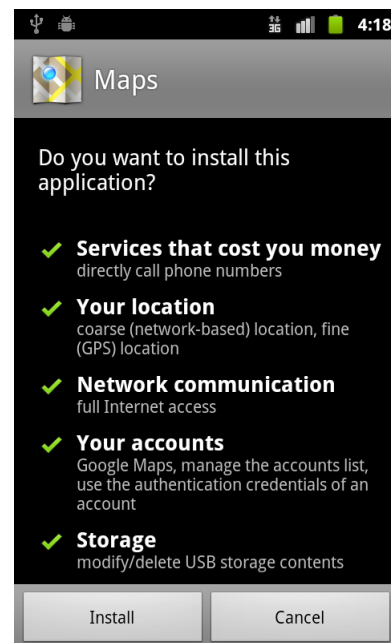 3G 4:18
Maps
Do you want to install this
application?
Services that cost you money
directly call phone numbers
Your location
coarse (network-based) location, fine
(GPS) location
Network communication
full Internet access
Your accounts
Google Maps, manage the accounts list,
use the authentication credentials of an
account
Storage
modify/delete USB storage contents
Install Cancel